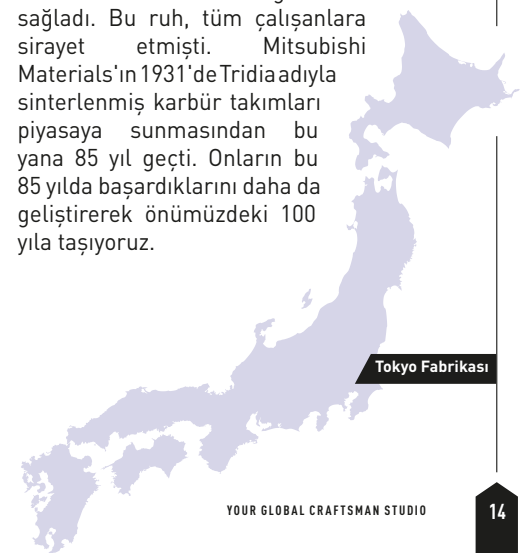 sağladı. Bu ruh, tüm çalışanlara
sirayet etmişti. Mitsubishi
Materials'ın 1931'de Tridia adıyla
sinterlenmiş karbür takımları
piyasaya sunmasından bu
yana 85 yıl geçti. Onların bu
85 yılda başardıklarını daha da
geliştirerek önümüzdeki 100
yıla taşıyoruz.
Tokyo Fabrikası
YOUR GLOBAL CRAFTSMAN STUDIO
14